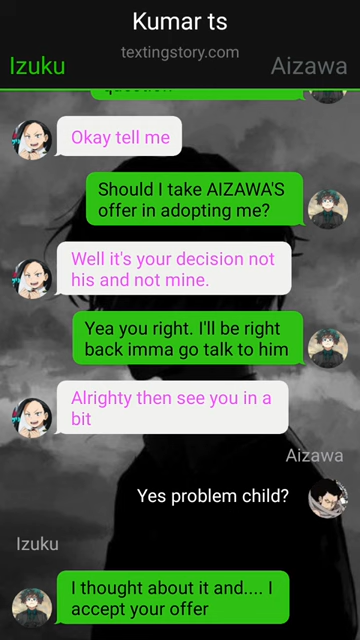 Kumar ts
textingstory.com
Izuku
Aizawa
question
Okay tell me
Should I take AIZAWA'S
offer in adopting me?
Well it's your decision not
his and not mine.
Yea you right. I'll be right
back imma go talk to him
Alrighty then see you in a
bit
Aizawa
Yes problem child?
Izuku
I thought about it and.... I
accept your offer